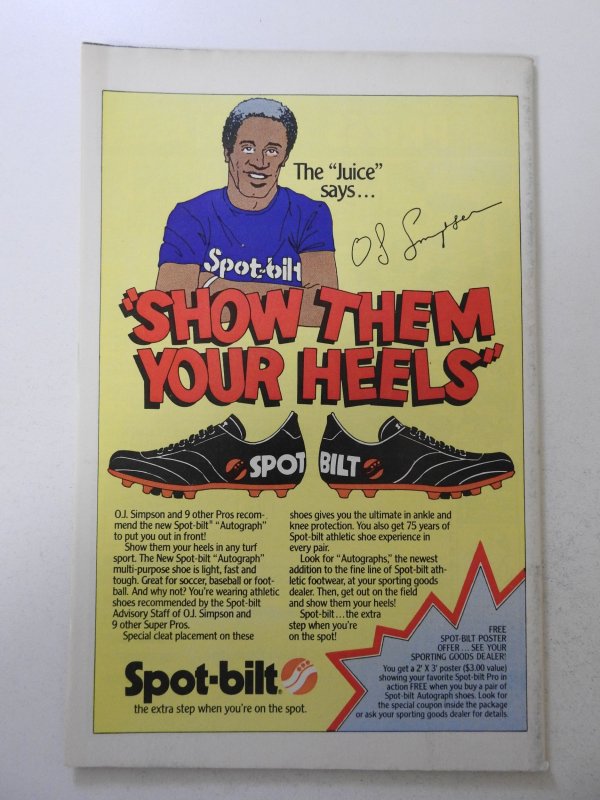 The “Juice”
says...
OJ Simpson
Spot-bilt
“SHOW THEM
YOUR HEELS”
SPOT BILT
O.J. Simpson and 9 other Pros recom-
mend the new Spot-bilt® “Autograph”
to put you out in front!
Show them your heels in any turf
sport. The New Spot-bilt “Autograph”
multi-purpose shoe is light, fast and
tough. Great for soccer, baseball or foot-
ball. And why not? You’re wearing athletic
shoes recommended by the Spot-bilt
Advisory Staff of O.J. Simpson and
9 other Super Pros.
Special cleat placement on these
shoes gives you the ultimate in ankle and
knee protection. You also get 75 years of
Spot-bilt athletic shoe experience in
every pair.
Look for “Autographs,” the newest
addition to the fine line of Spot-bilt ath-
letic footwear, at your sporting goods
dealer. Then, get out on the field
and show them your heels!
Spot-bilt...the extra
step when you’re
on the spot!
FREE
SPOT-BILT POSTER
OFFER... SEE YOUR
SPORTING GOODS DEALER!
You get a 2' X 3' poster ($3.00 value)
showing your favorite Spot-bilt Pro in
action FREE when you buy a pair of
Spot-bilt Autograph shoes. Look for
the special coupon inside the package
or ask your sporting goods dealer for details.
Spot-bilt®
the extra step when you’re on the spot.